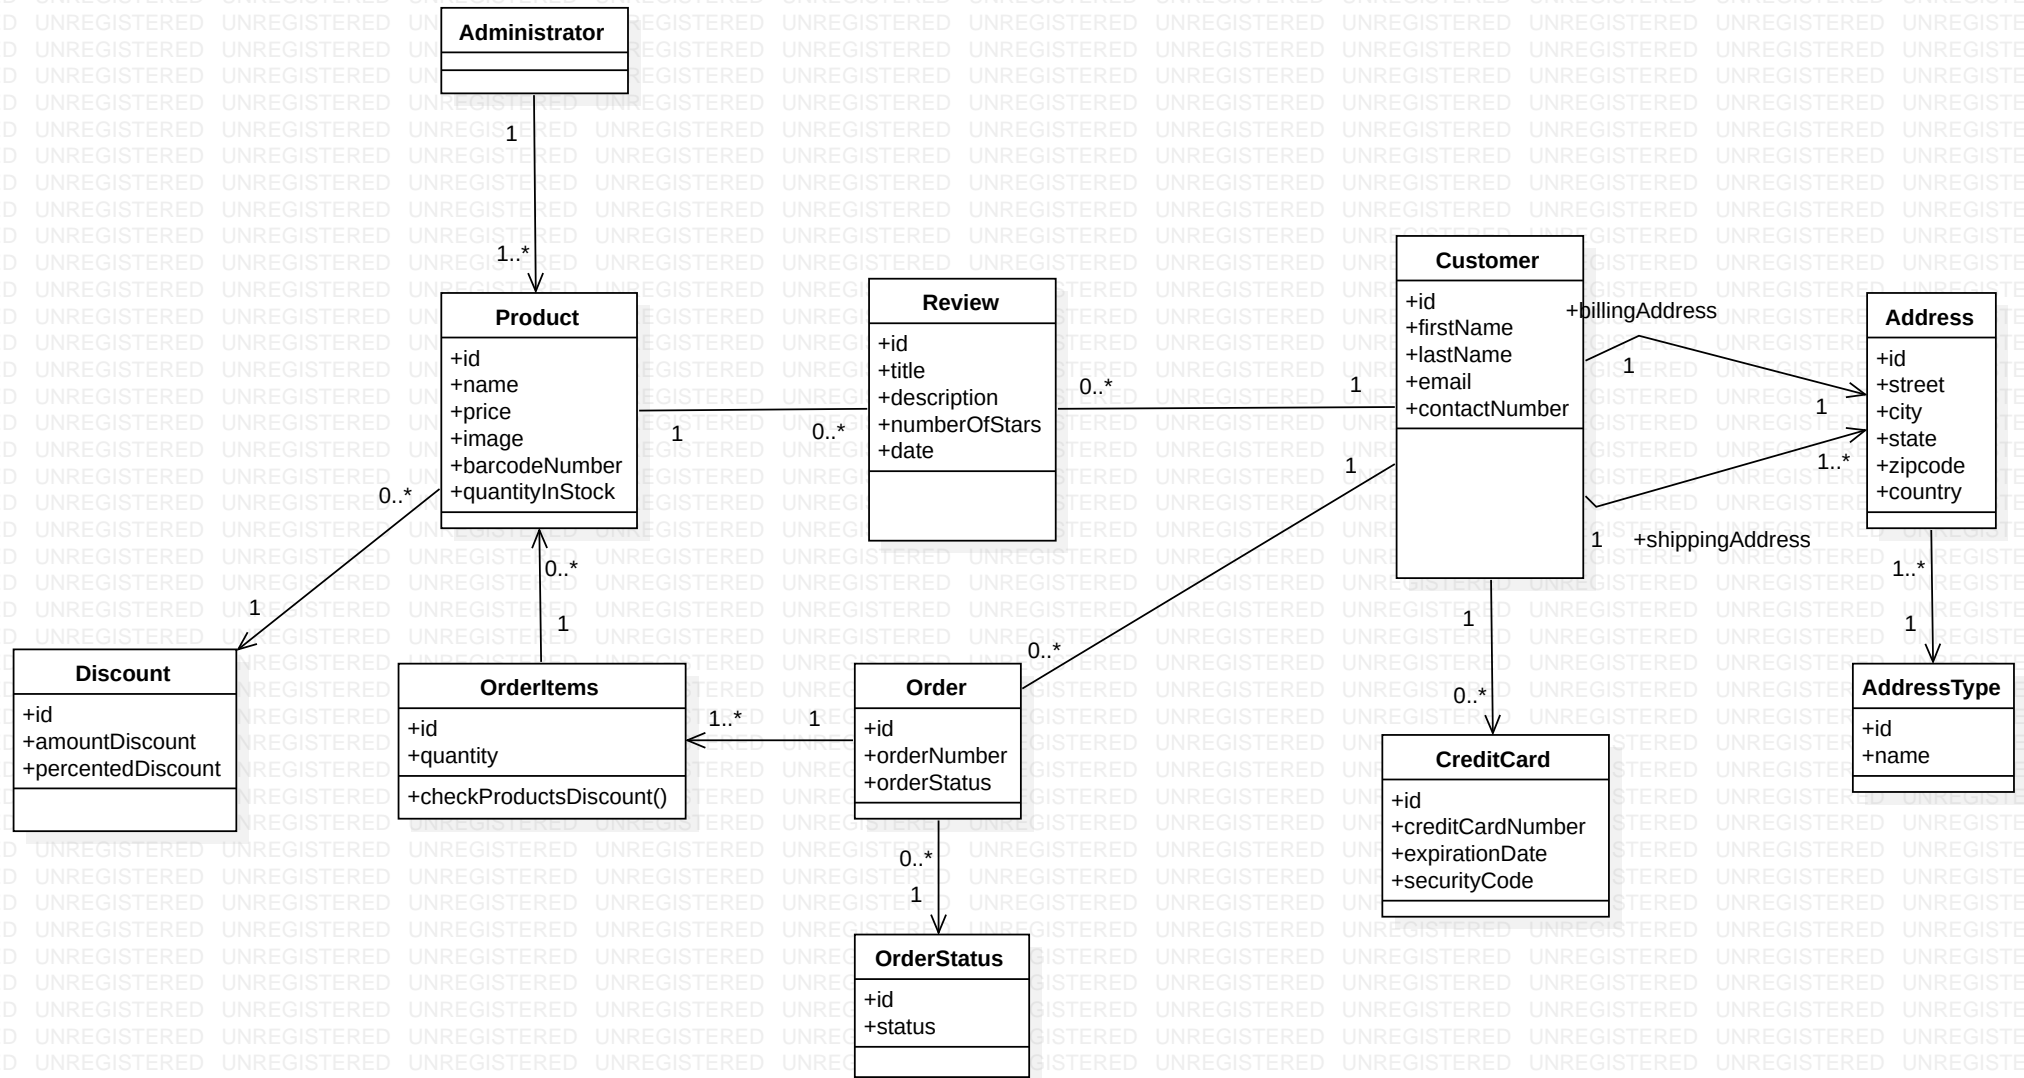 Administrator
1
1..*
Product
+id
+name
+price
+image
+barcodeNumber
+quantityInStock
1
0..*
Review
+id
+title
+description
+numberOfStars
+date
0..*
1
Customer
+id
+firstName
+lastName
+email
+contactNumber
+billingAddress
1
1
1..*
1
+shippingAddress
Address
+id
+street
+city
+state
+zipcode
+country
1..*
1
AddressType
+id
+name
0..*
1
Discount
+id
+amountDiscount
+percentedDiscount
0..*
1
OrderItems
+id
+quantity
+checkProductsDiscount()
1..*
1
Order
+id
+orderNumber
+orderStatus
1
0..*
0..*
1
OrderStatus
+id
+status
1
0..*
CreditCard
+id
+creditCardNumber
+expirationDate
+securityCode
UNREGISTERED